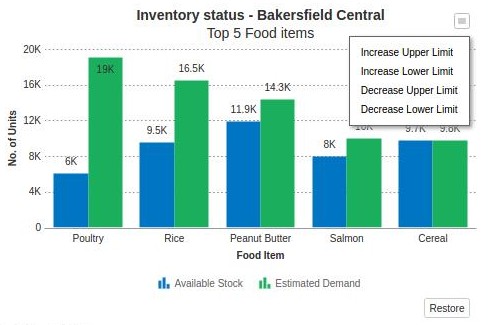 Inventory status - Bakersfield Central
Top 5 Food items
Increase Upper Limit
Increase Lower Limit
Decrease Upper Limit
Decrease Lower Limit
No. of Units
20K
16K
12K
8K
4K
0
6K
19K
9.5K
16.5K
11.9K
14.3K
8K
10K
9.7K
9.8K
Poultry
Rice
Peanut Butter
Salmon
Cereal
Food Item
Available Stock
Estimated Demand
Restore